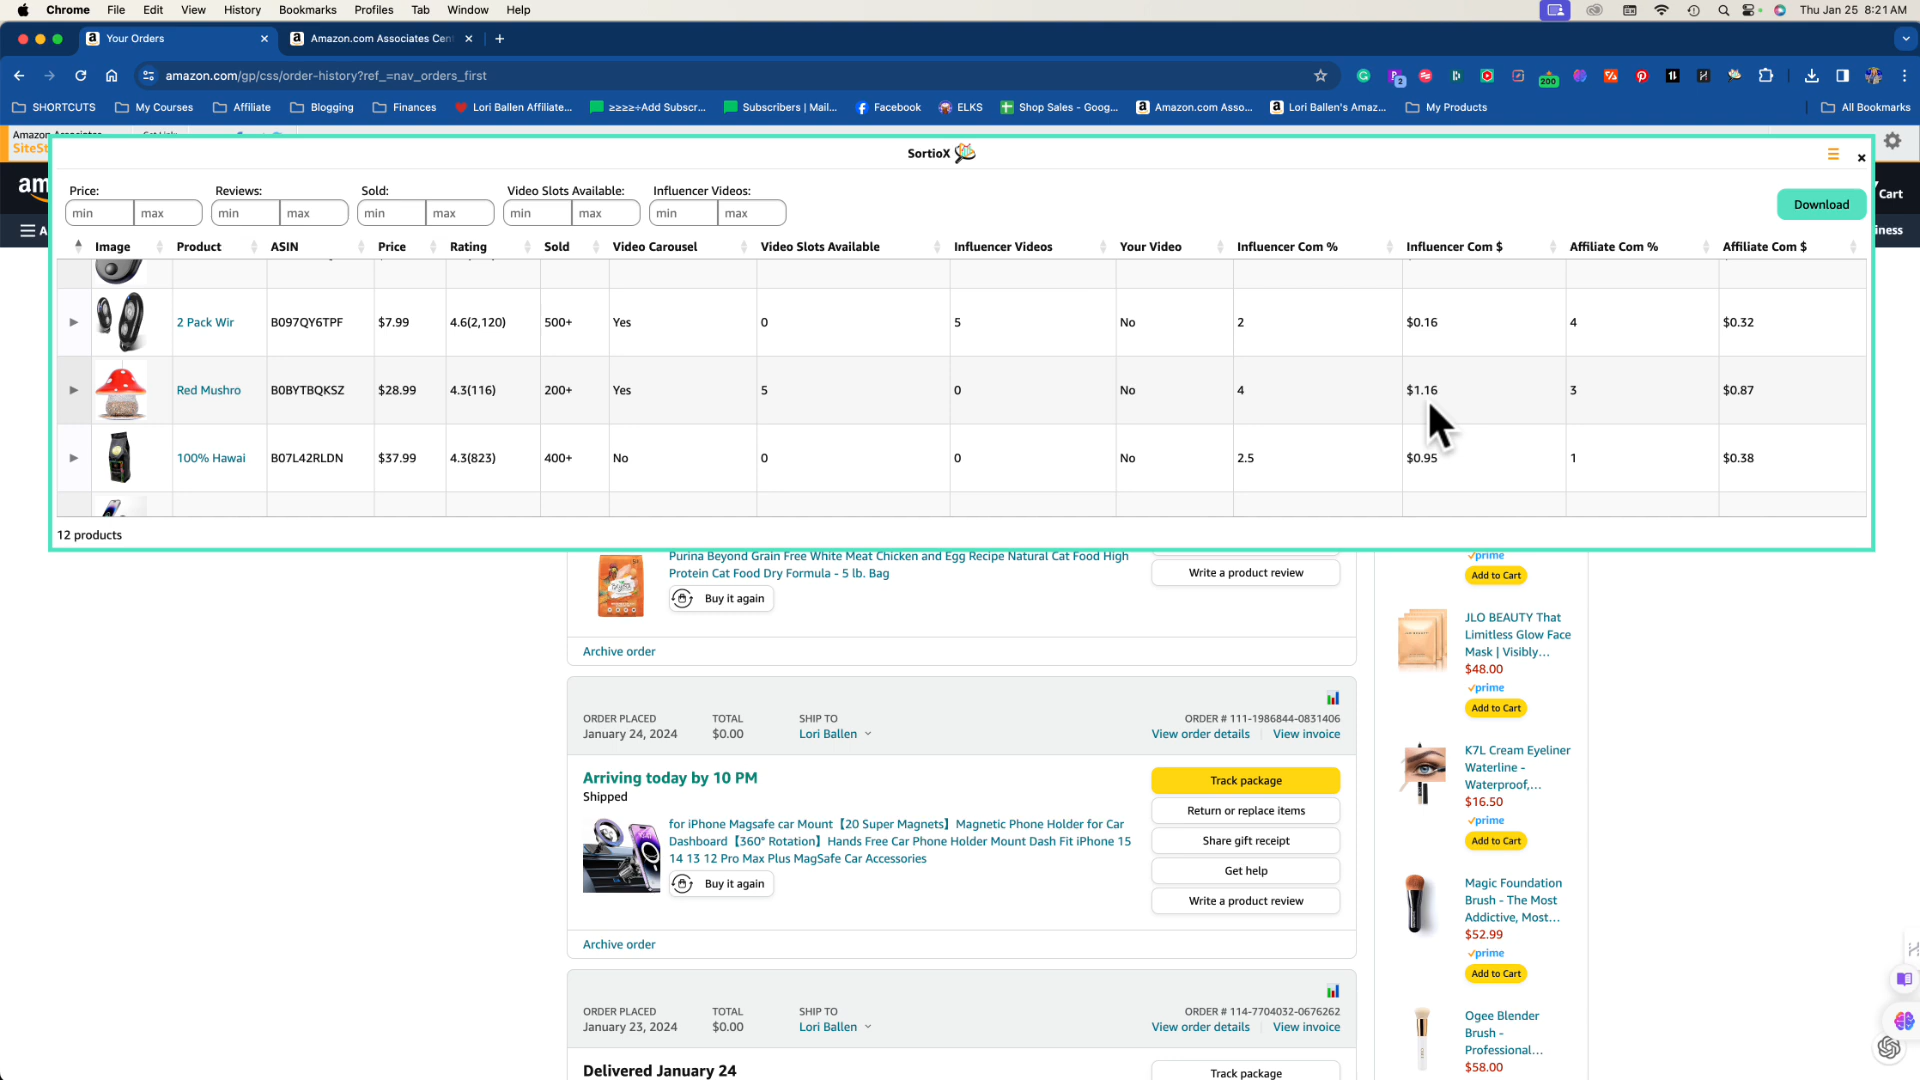 Chrome File Edit View History Bookmarks Profiles Tab Window Help Thu Jan 25 8:21 AM
Your Orders Amazon.com Associates Cen
amazon.com/gp/css/order-history?ref_=nav_orders_first
SHORTCUTS My Courses Affiliate Blogging Finances Lori Ballen Affiliate... ≥≥≥≥÷Add Subscr... Subscribers | Mail... Facebook ELKS Shop Sales - Goog... Amazon.com Asso... Lori Ballen's Amaz... My Products All Bookmarks
SortioX
Price: Reviews: Sold: Video Slots Available: Influencer Videos:
min max min max min max min max min max
Download
Cart
Image Product ASIN Price Rating Sold Video Carousel Video Slots Available Influencer Videos Your Video Influencer Com % Influencer Com $ Affiliate Com % Affiliate Com $
2 Pack Wir B097QY6TPF $7.99 4.6(2,120) 500+ Yes 0 5 No 2 $0.16 4 $0.32
Red Mushro B0BYTBQKSZ $28.99 4.3(116) 200+ Yes 5 0 No 4 $1.16 3 $0.87
100% Hawai B07L42RLDN $37.99 4.3(823) 400+ No 0 0 No 2.5 $0.95 1 $0.38
12 products
Purina Beyond Grain Free White Meat Chicken and Egg Recipe Natural Cat Food High
Protein Cat Food Dry Formula - 5 lb. Bag
Buy it again
Write a product review
Archive order
ORDER PLACED TOTAL SHIP TO ORDER # 111-1986844-0831406
January 24, 2024 $0.00 Lori Ballen View order details View invoice
Arriving today by 10 PM
Shipped
for iPhone Magsafe car Mount【20 Super Magnets】Magnetic Phone Holder for Car
Dashboard【360° Rotation】Hands Free Car Phone Holder Mount Dash Fit iPhone 15
14 13 12 Pro Max Plus MagSafe Car Accessories
Buy it again
Track package
Return or replace items
Share gift receipt
Get help
Write a product review
Archive order
ORDER PLACED TOTAL SHIP TO ORDER # 114-7704032-0676262
January 23, 2024 $0.00 Lori Ballen View order details View invoice
Delivered January 24
Track package
prime
Add to Cart
JLO BEAUTY That
Limitless Glow Face
Mask | Visibly...
$48.00
prime
Add to Cart
K7L Cream Eyeliner
Waterline -
Waterproof,...
$16.50
prime
Add to Cart
Magic Foundation
Brush - The Most
Addictive, Most...
$52.99
prime
Add to Cart
Ogee Blender
Brush -
Professional...
$58.00